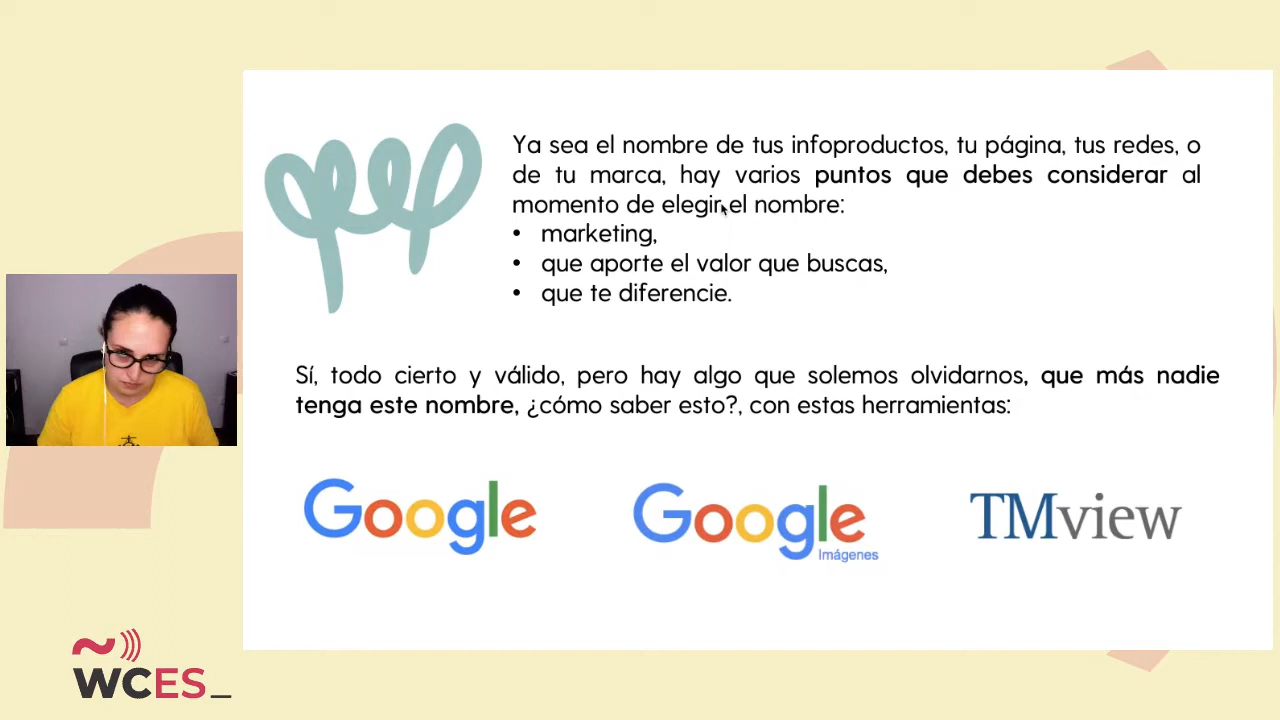 Ya sea el nombre de tus infoproductos, tu página, tus redes, o
de tu marca, hay varios puntos que debes considerar al
momento de elegir el nombre:
• marketing,
• que aporte el valor que buscas,
• que te diferencie.
Sí, todo cierto y válido, pero hay algo que solemos olvidarnos, que más nadie
tenga este nombre, ¿cómo saber esto?, con estas herramientas:
Google
Google
Imágenes
TMview
WCES_